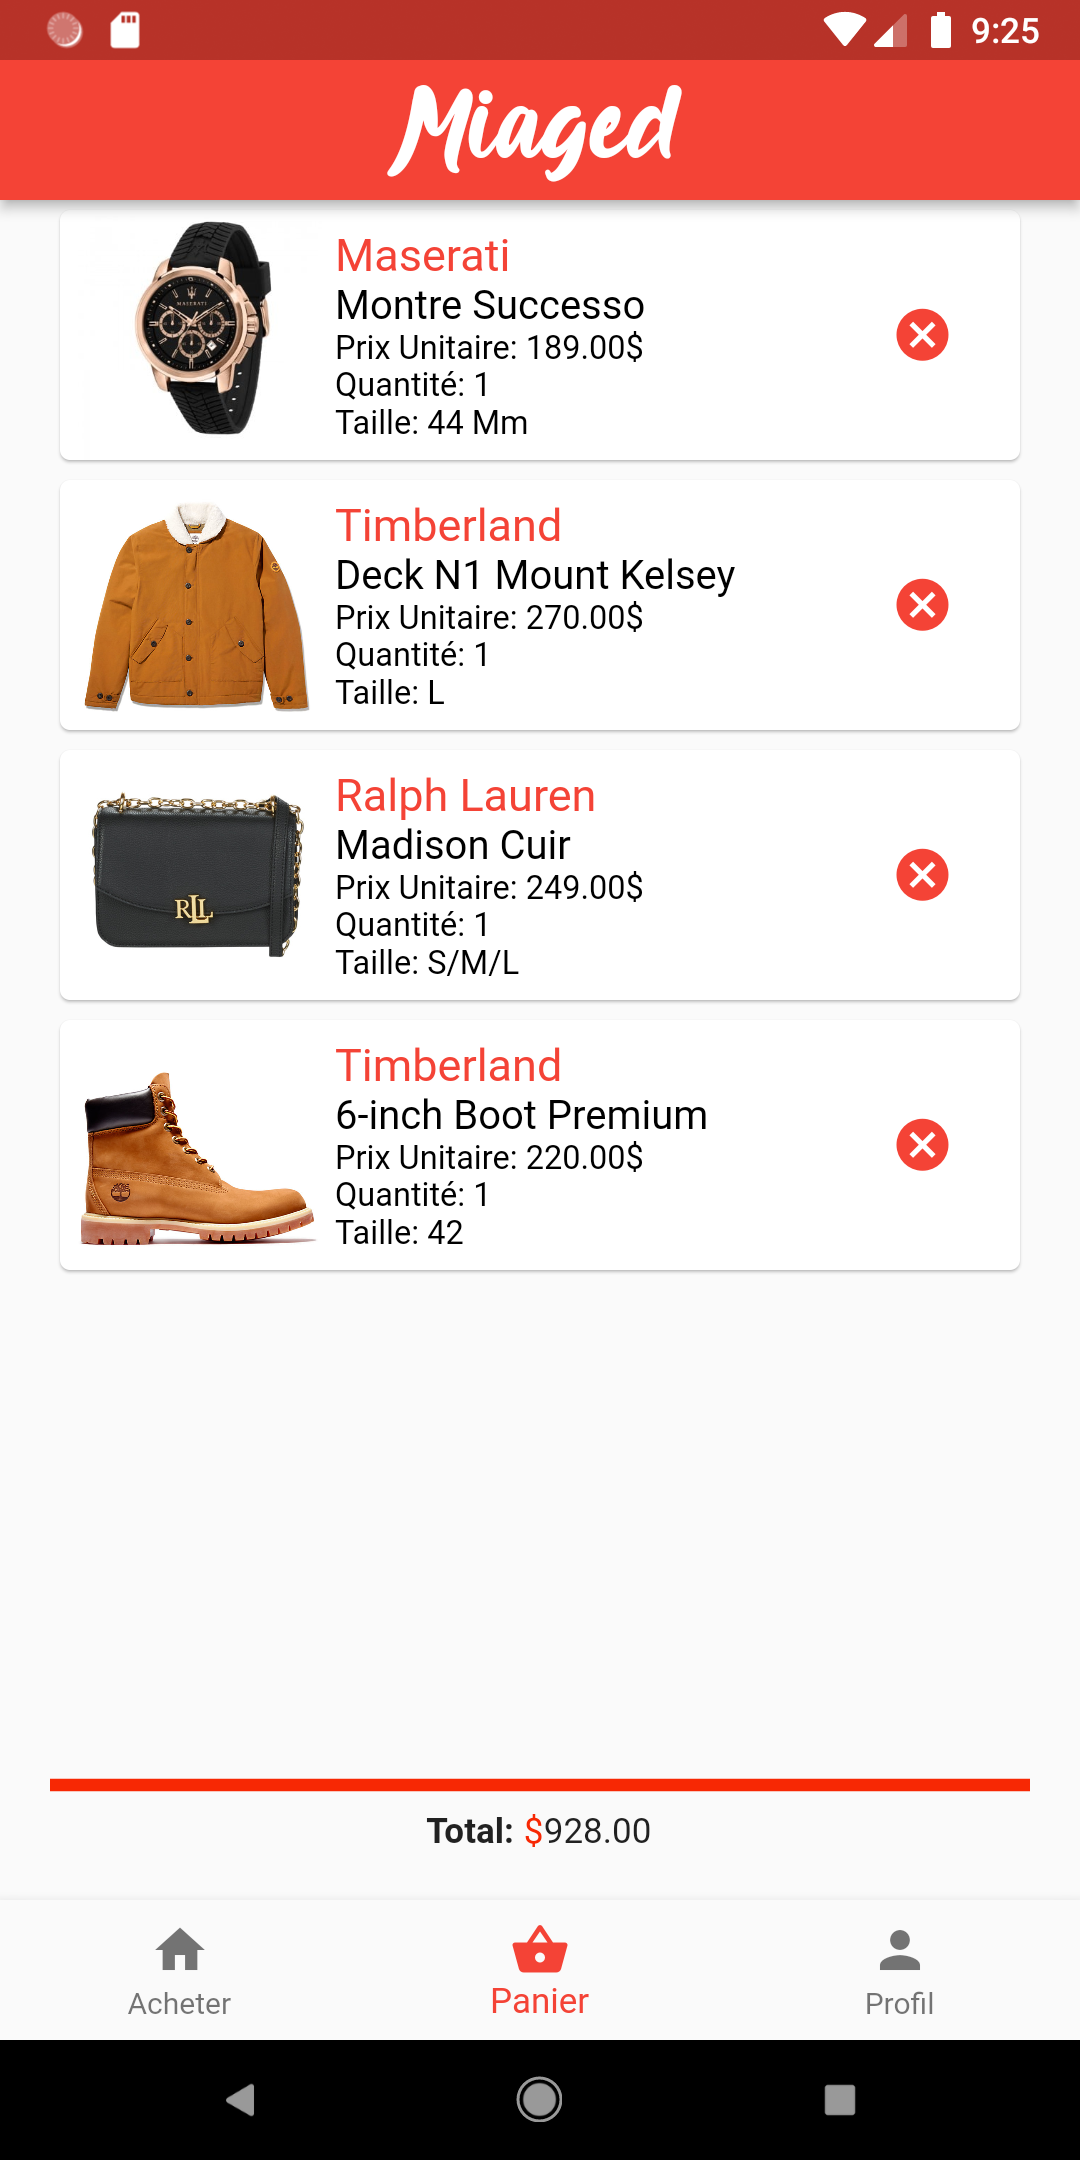 9:25
Miaged
Maserati
Montre Successo
Prix Unitaire: 189.00$
Quantité: 1
Taille: 44 Mm
MASERATI
Timberland
Deck N1 Mount Kelsey
Prix Unitaire: 270.00$
Quantité: 1
Taille: L
Ralph Lauren
Madison Cuir
Prix Unitaire: 249.00$
Quantité: 1
Taille: S/M/L
RLL
Timberland
6-inch Boot Premium
Prix Unitaire: 220.00$
Quantité: 1
Taille: 42
Total: $928.00
Acheter
Panier
Profil